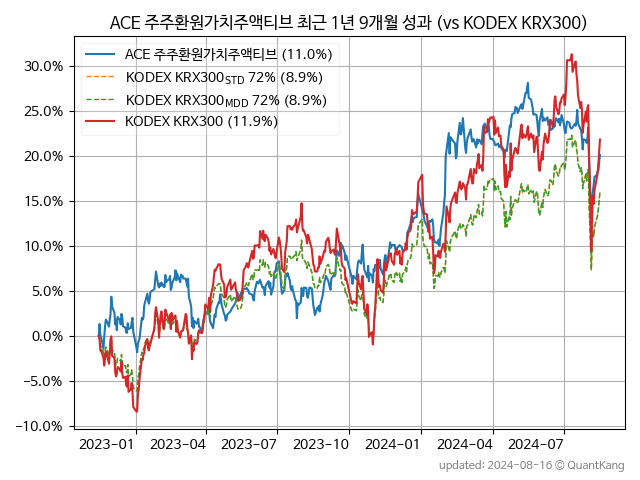 ACE 주주환원가치주액티브 최근 1년 9개월 성과 (vs KODEX KRX300)
ACE 주주환원가치주액티브 (11.0%)
KODEX KRX300STD 72% (8.9%)
KODEX KRX300MDD 72% (8.9%)
KODEX KRX300 (11.9%)
30.0%
25.0%
20.0%
15.0%
10.0%
5.0%
0.0%
−5.0%
−10.0%
2023-01 2023-04 2023-07 2023-10 2024-01 2024-04 2024-07
updated: 2024-08-16 © QuantKang